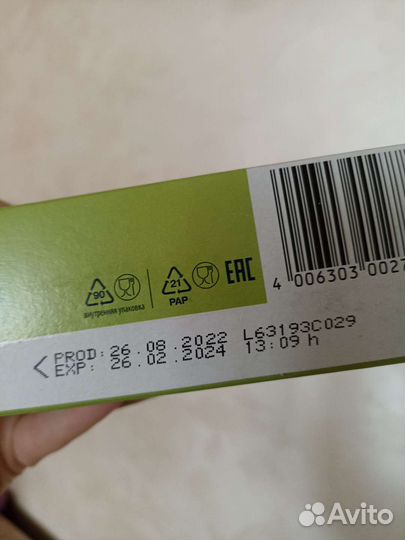 90
внутренняя упаковка
21
PAP
EAC
4 006303 0027
PROD: 26.08.2022 L63193C029
EXP: 26.02.2024 13:09 h
Avito